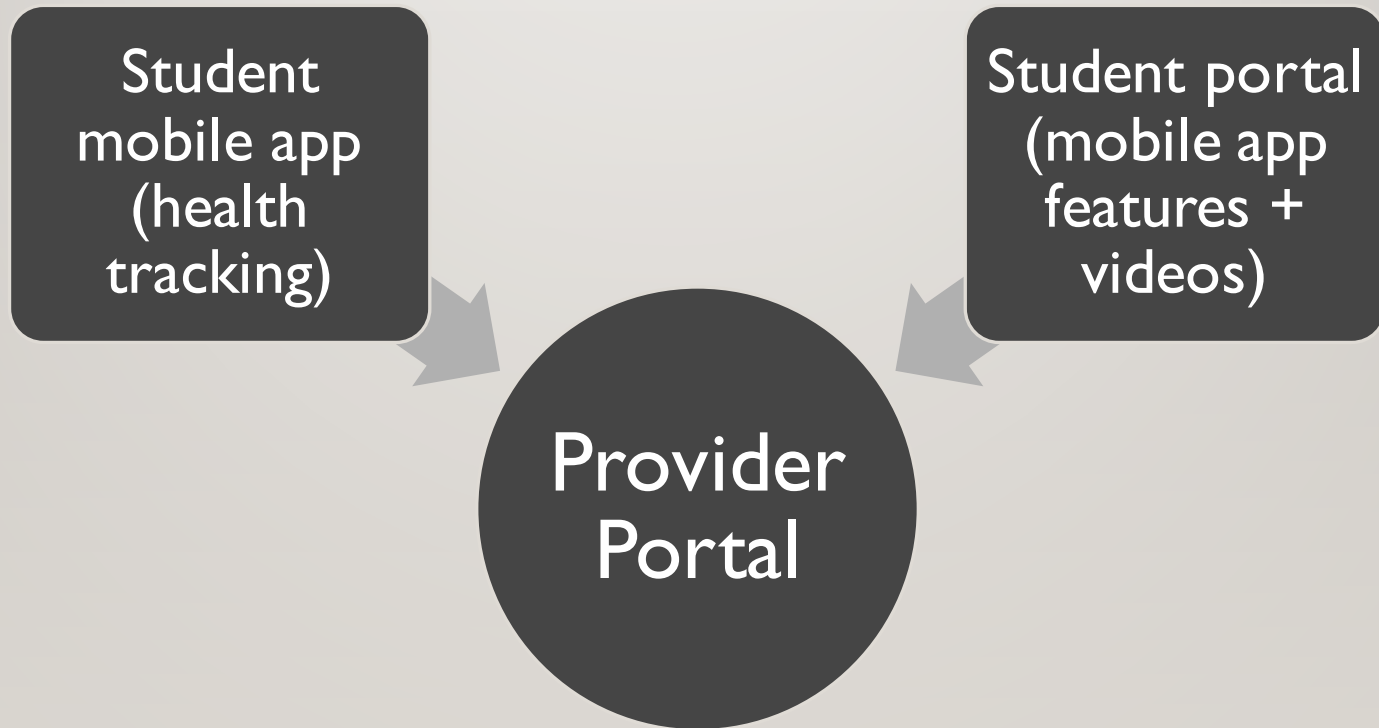 Student
mobile app
(health
tracking)
Student portal
(mobile app
features +
videos)
Provider
Portal